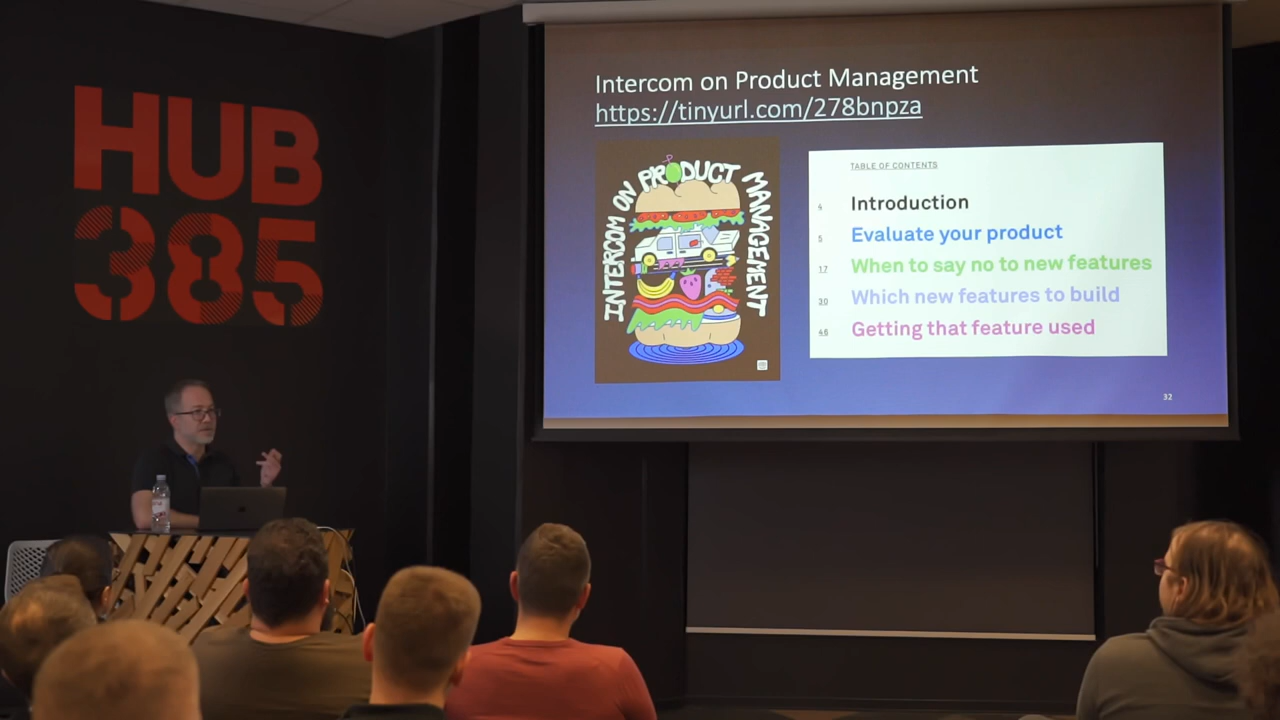 HUB
385
Intercom on Product Management
https://tinyurl.com/278bnpza
INTERCOM ON PRODUCT MANAGEMENT
TABLE OF CONTENTS
4 Introduction
5 Evaluate your product
17 When to say no to new features
30 Which new features to build
46 Getting that feature used
32